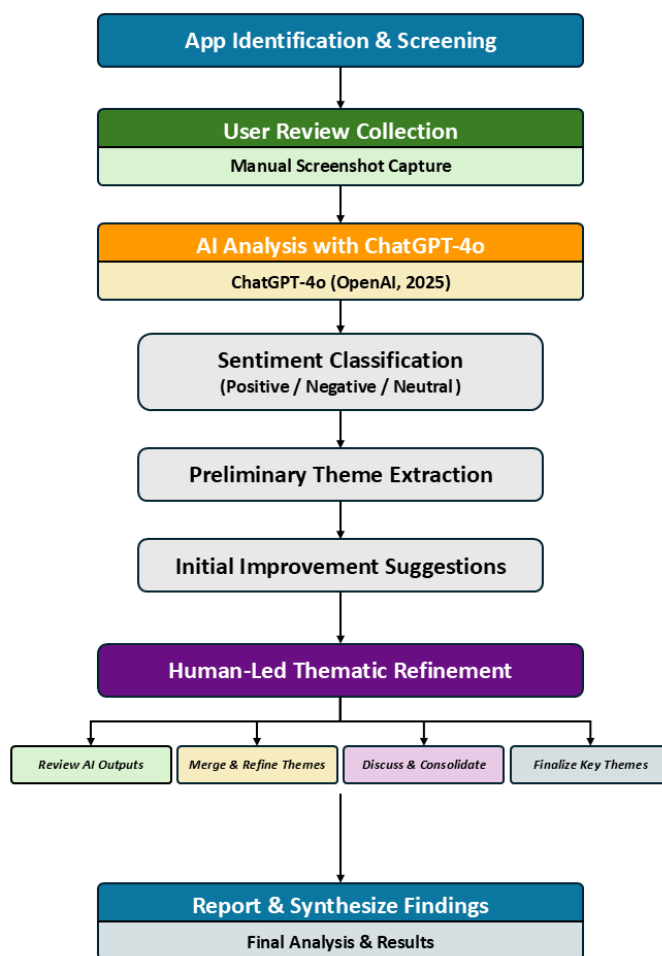 App Identification & Screening
User Review Collection
Manual Screenshot Capture
AI Analysis with ChatGPT-4o
ChatGPT-4o (OpenAI, 2025)
Sentiment Classification
(Positive / Negative / Neutral)
Preliminary Theme Extraction
Initial Improvement Suggestions
Human-Led Thematic Refinement
Review AI Outputs
Merge & Refine Themes
Discuss & Consolidate
Finalize Key Themes
Report & Synthesize Findings
Final Analysis & Results